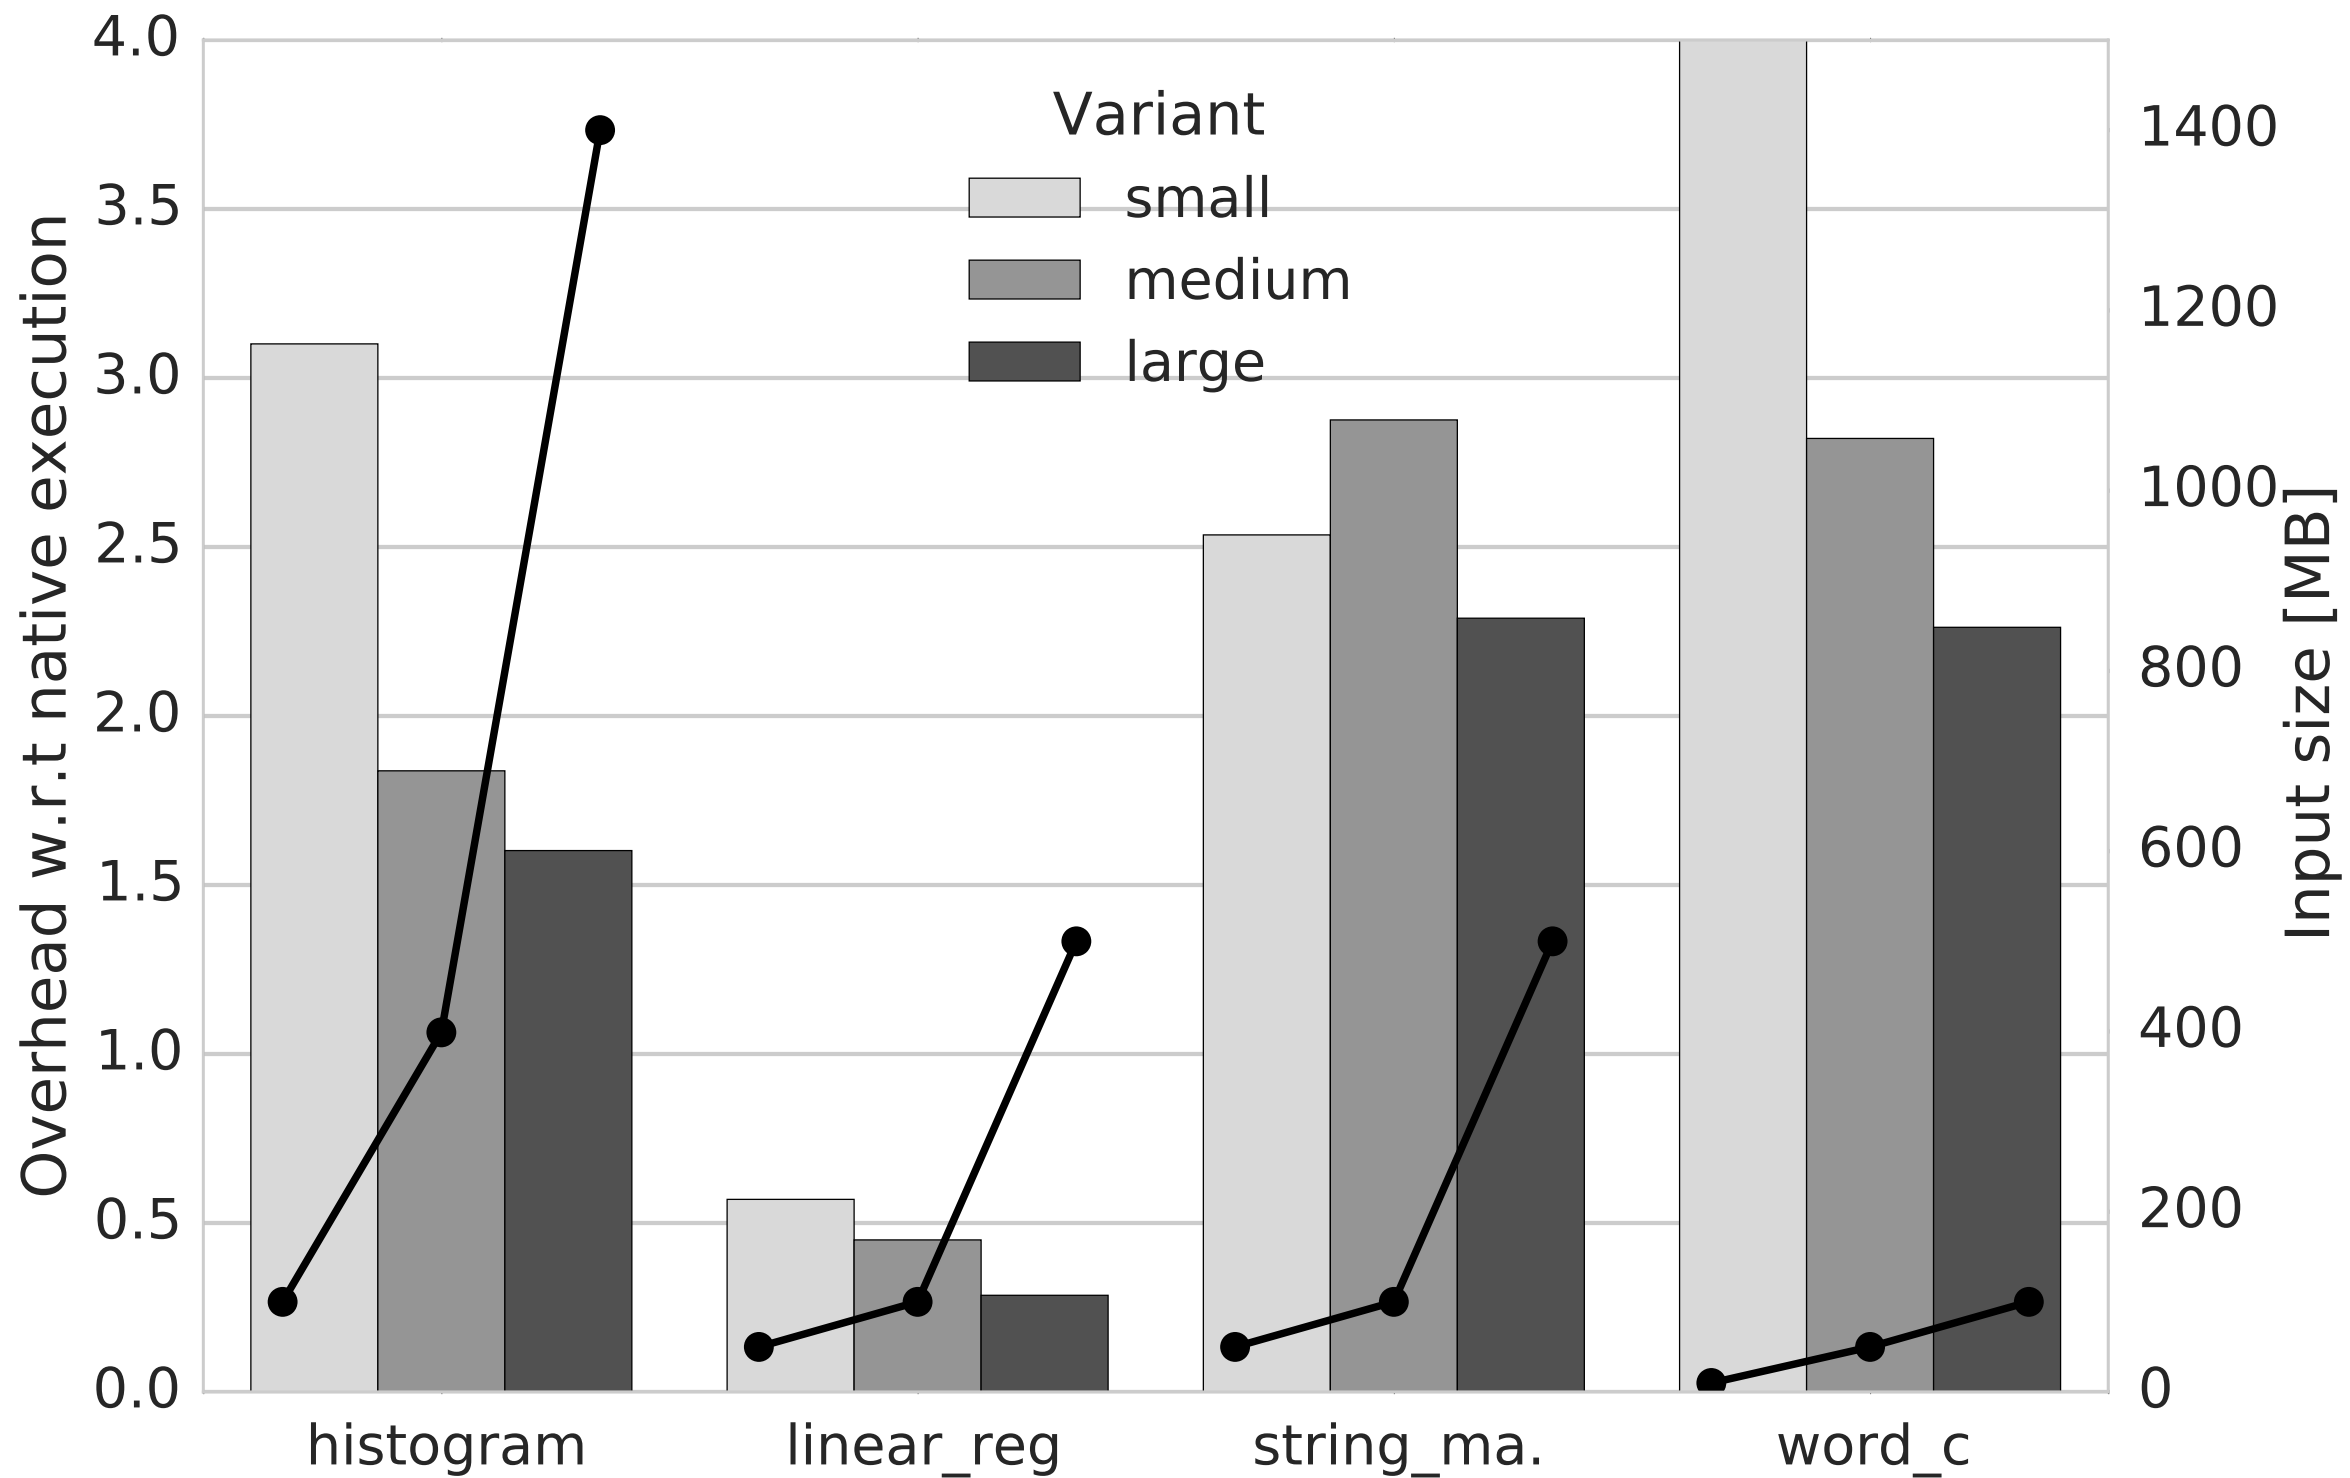 Overhead w.r.t native execution
4.0
3.5
3.0
2.5
2.0
1.5
1.0
0.5
0.0
Variant
small
medium
large
histogram
linear_reg
string_ma.
word_c
1400
1200
1000
800
600
400
200
0
Input size [MB]